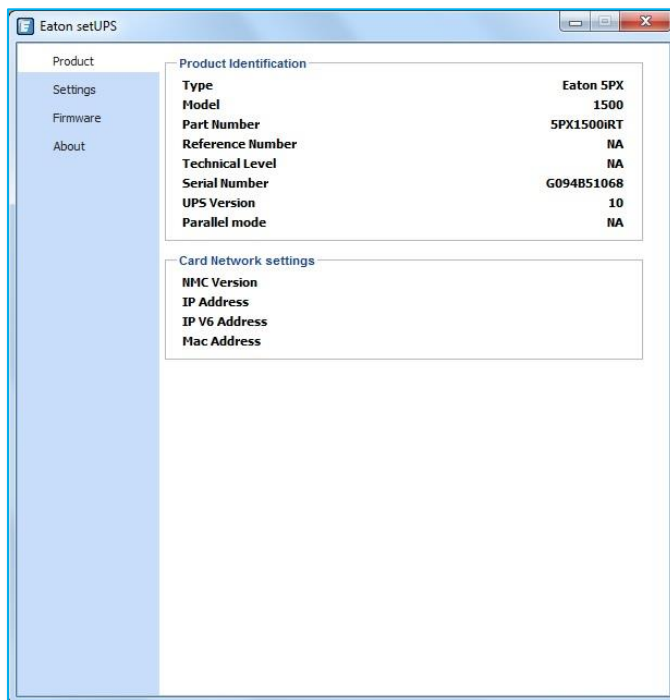 Eaton setUPS
Product
Settings
Firmware
About
Product Identification
Type Eaton 5PX
Model 1500
Part Number 5PX1500iRT
Reference Number NA
Technical Level NA
Serial Number G094B51068
UPS Version 10
Parallel mode NA
Card Network settings
NMC Version
IP Address
IP V6 Address
Mac Address